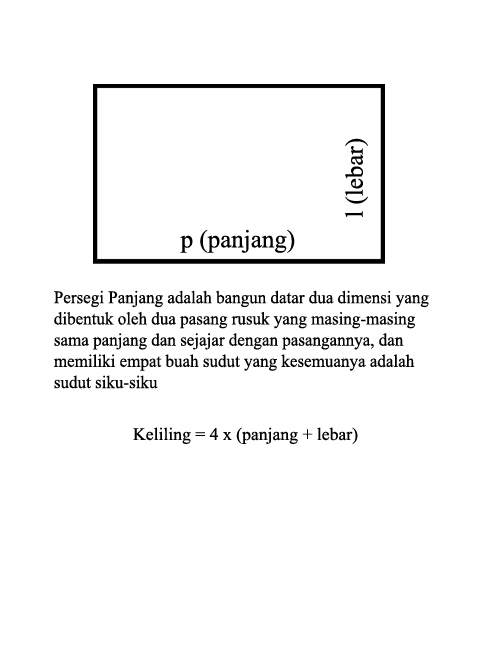 l (lebar)
p (panjang)
Persegi Panjang adalah bangun datar dua dimensi yang
dibentuk oleh dua pasang rusuk yang masing-masing
sama panjang dan sejajar dengan pasangannya, dan
memiliki empat buah sudut yang kesemuanya adalah
sudut siku-siku
Keliling = 4 x (panjang + lebar)